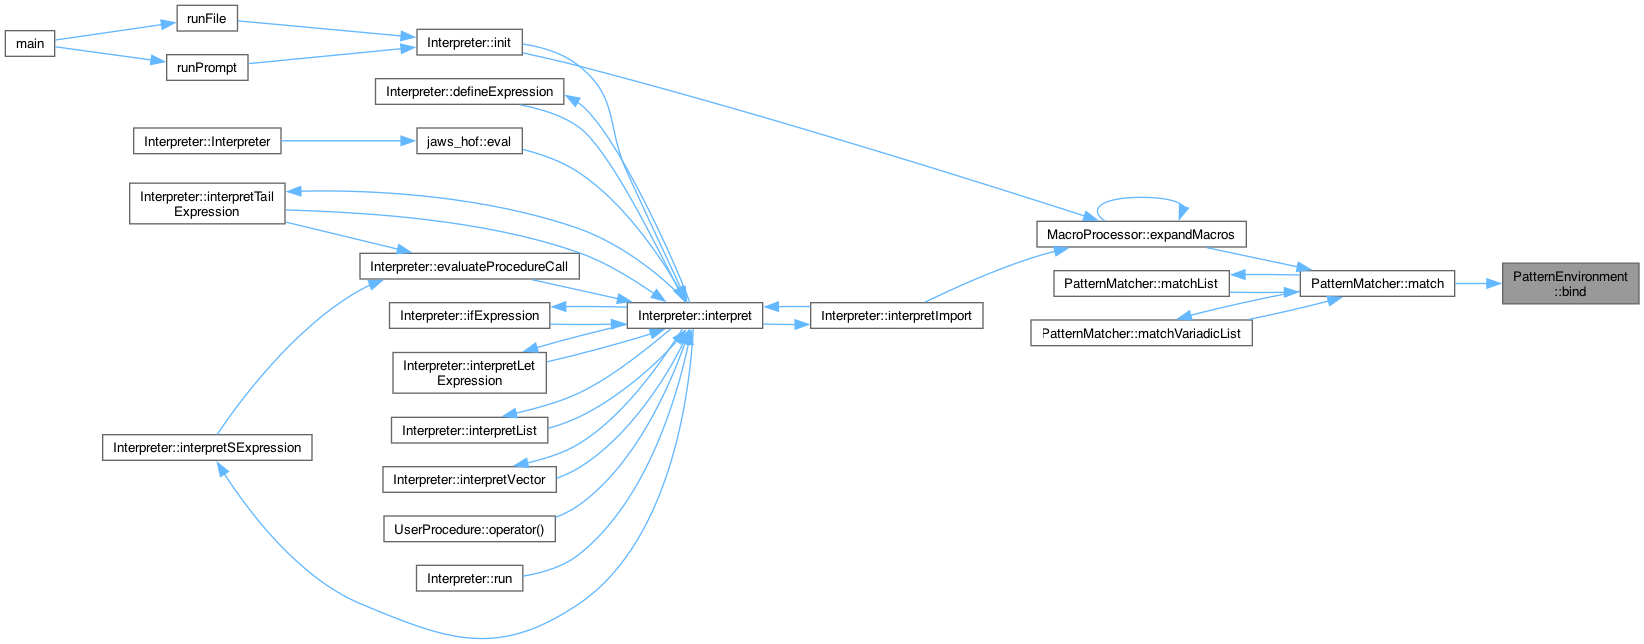 main
runFile
runPrompt
Interpreter::init
Interpreter::defineExpression
Interpreter::Interpreter
jaws_hof::eval
Interpreter::interpretTail
Expression
Interpreter::evaluateProcedureCall
Interpreter::ifExpression
Interpreter::interpretLet
Expression
Interpreter::interpretList
Interpreter::interpretSExpression
Interpreter::interpretVector
UserProcedure::operator()
Interpreter::run
Interpreter::interpret
Interpreter::interpretImport
MacroProcessor::expandMacros
PatternMatcher::matchList
PatternMatcher::matchVariadicList
PatternMatcher::match
PatternEnvironment
::bind